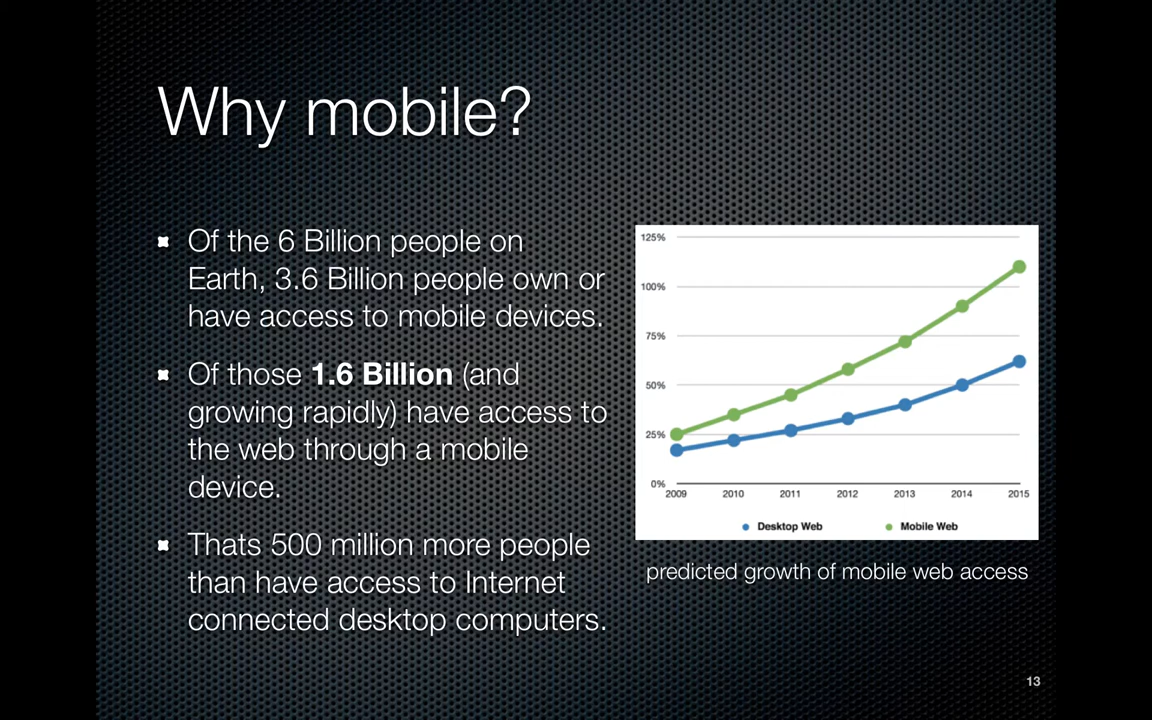 Why mobile?
Of the 6 Billion people on
Earth, 3.6 Billion people own or
have access to mobile devices.
Of those 1.6 Billion (and
growing rapidly) have access to
the web through a mobile
device.
Thats 500 million more people
than have access to Internet
connected desktop computers.
125%
100%
75%
50%
25%
0%
2009 2010 2011 2012 2013 2014 2015
Desktop Web Mobile Web
predicted growth of mobile web access
13